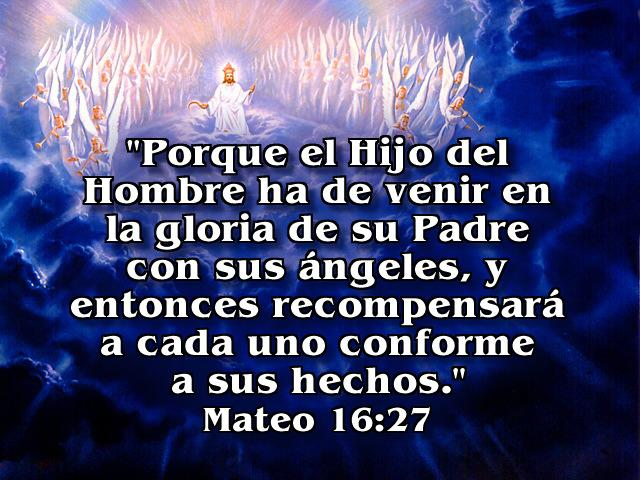 "Porque el Hijo del
Hombre ha de venir en
la gloria de su Padre
con sus ángeles, y
entonces recompensará
a cada uno conforme
a sus hechos."
Mateo 16:27